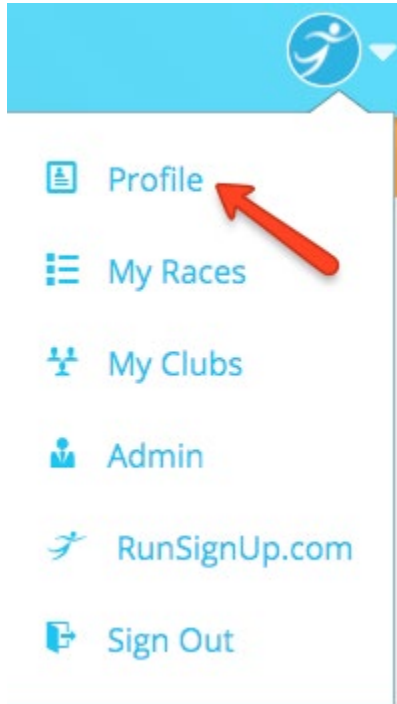 Profile
My Races
My Clubs
Admin
RunSignUp.com
Sign Out